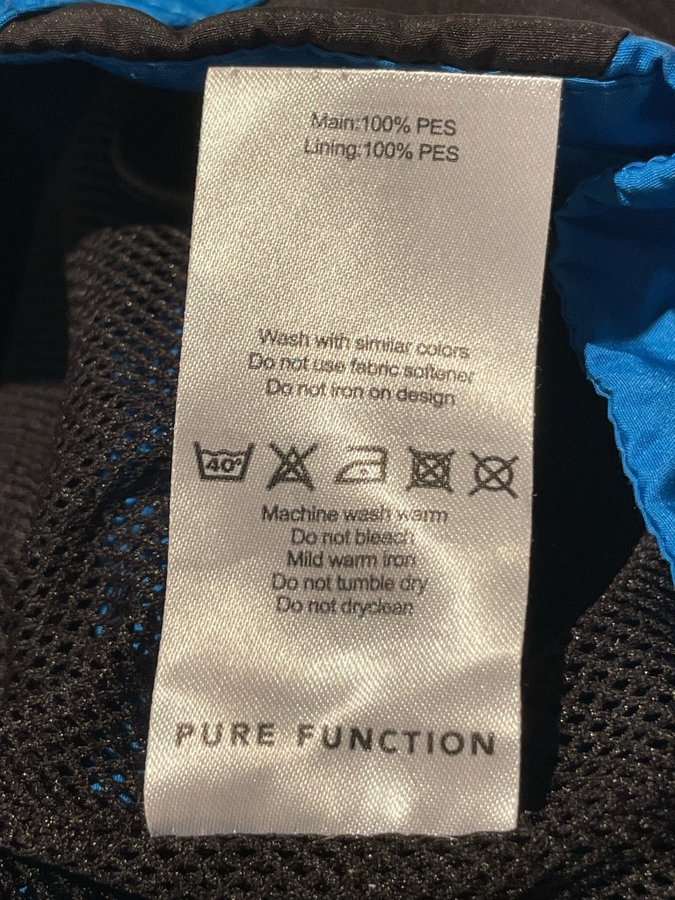 Main:100% PES
Lining:100% PES
Wash with similar colors
Do not use fabric softener
Do not iron on design
40°
Machine wash warm
Do not bleach
Mild warm iron
Do not tumble dry
Do not dryclean
PURE FUNCTION